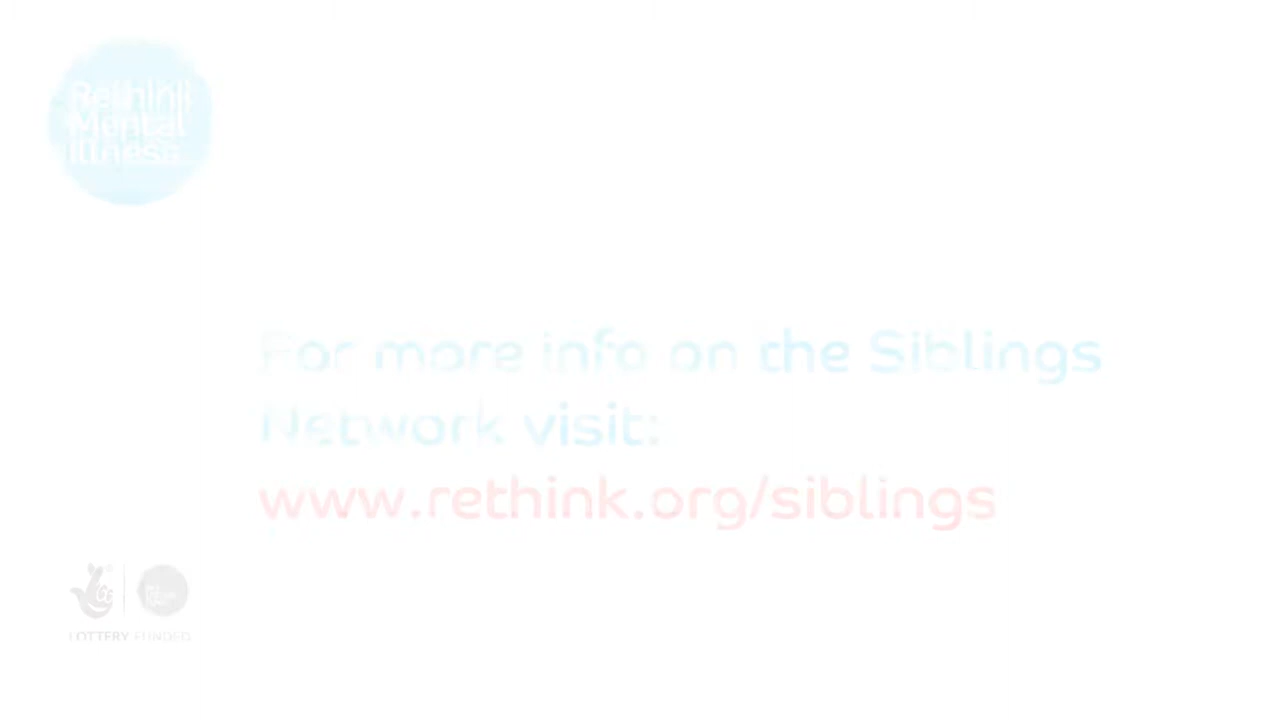 Rethink
Mental
Illness.
For more info on the Siblings
Network visit:
www.rethink.org/siblings
LOTTERY FUNDED